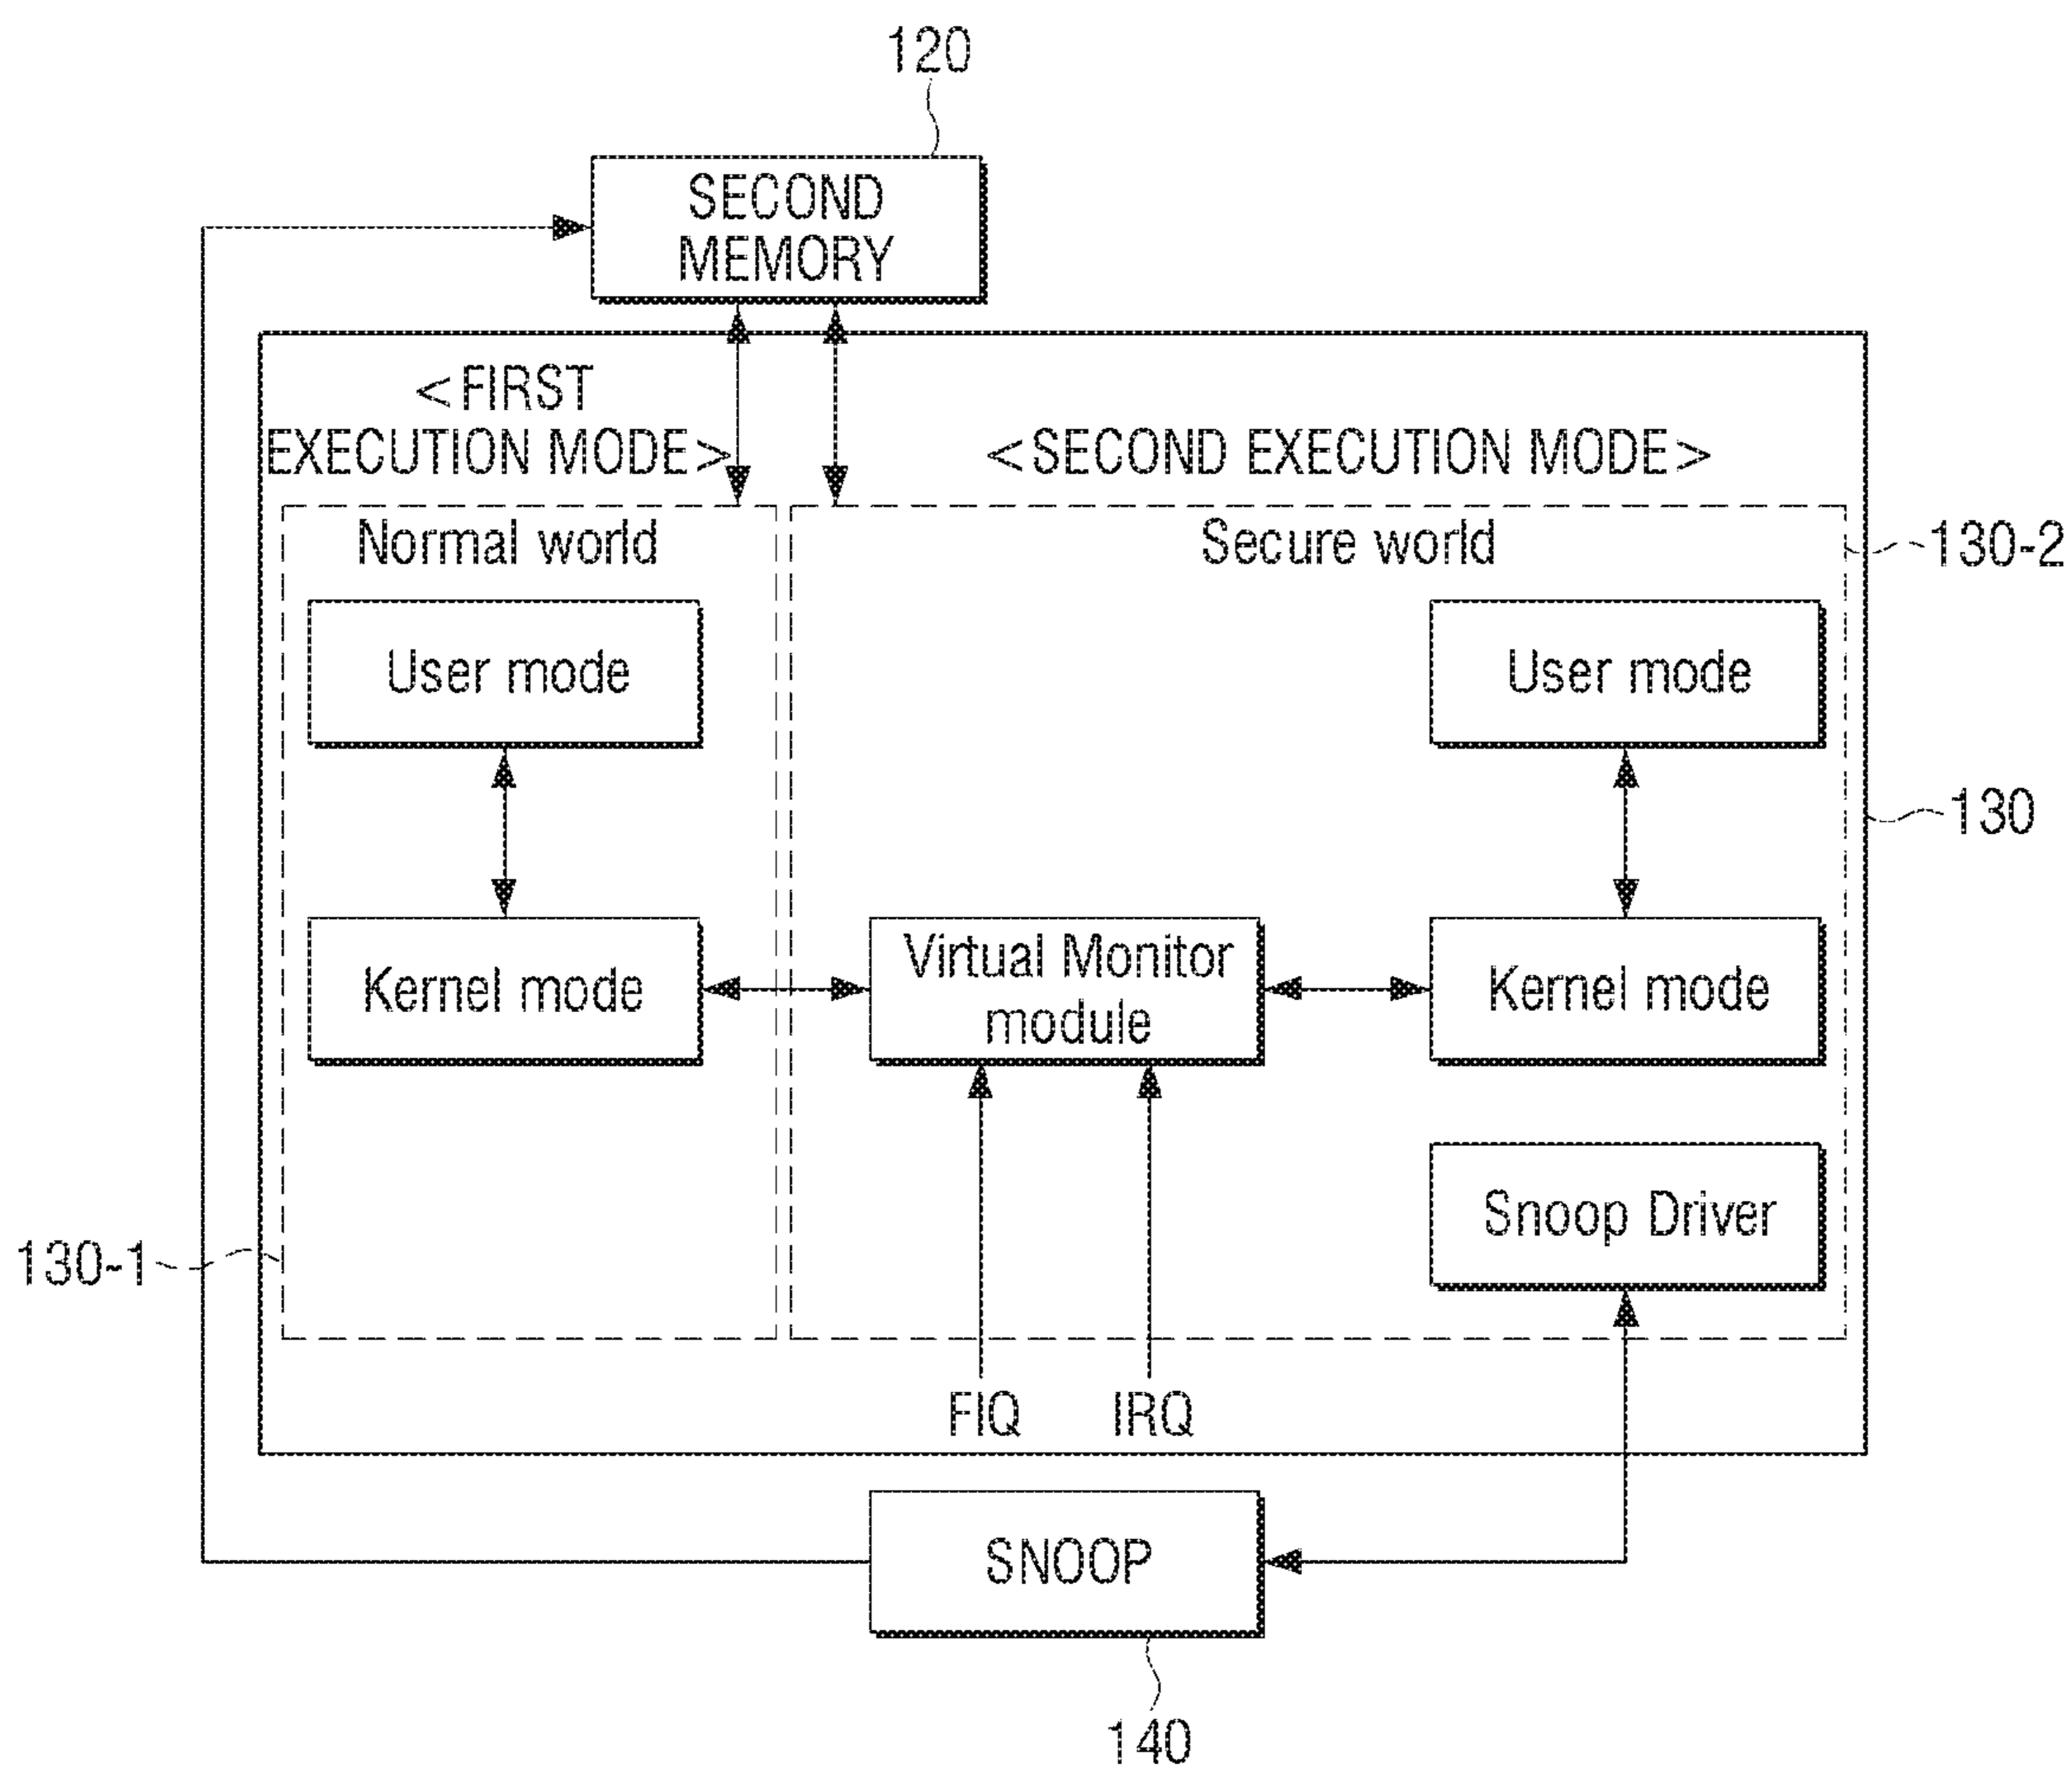 120
SECOND
MEMORY
<FIRST
EXECUTION MODE>
<SECOND EXECUTION MODE>
Normal world
Secure world
130-2
User mode
User mode
130
Kernel mode
Virtual Monitor
module
Kernel mode
Snoop Driver
130-1
FIQ
IRQ
SNOOP
140